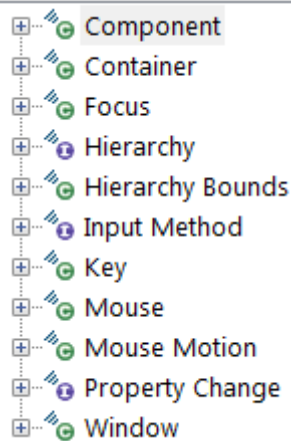 Component
Container
Focus
Hierarchy
Hierarchy Bounds
Input Method
Key
Mouse
Mouse Motion
Property Change
Window